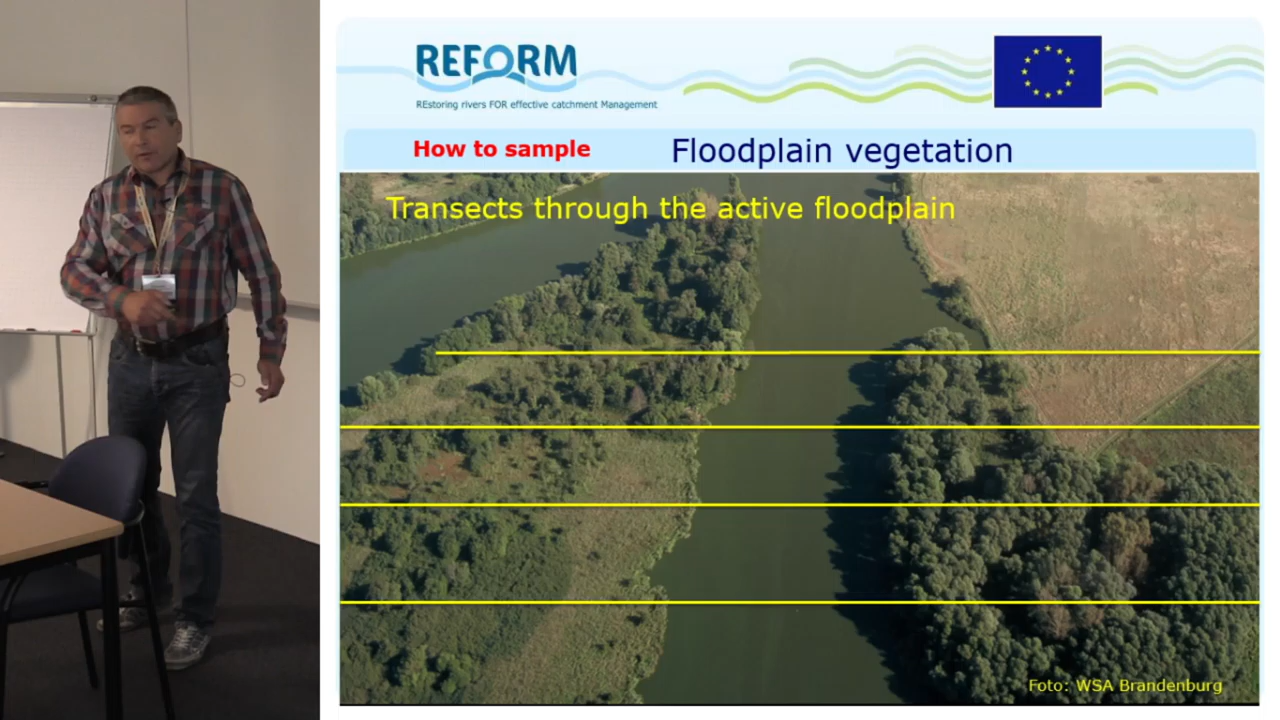 REFORM
REstoring rivers FOR effective catchment Management
How to sample Floodplain vegetation
Transects through the active floodplain
Foto: WSA Brandenburg